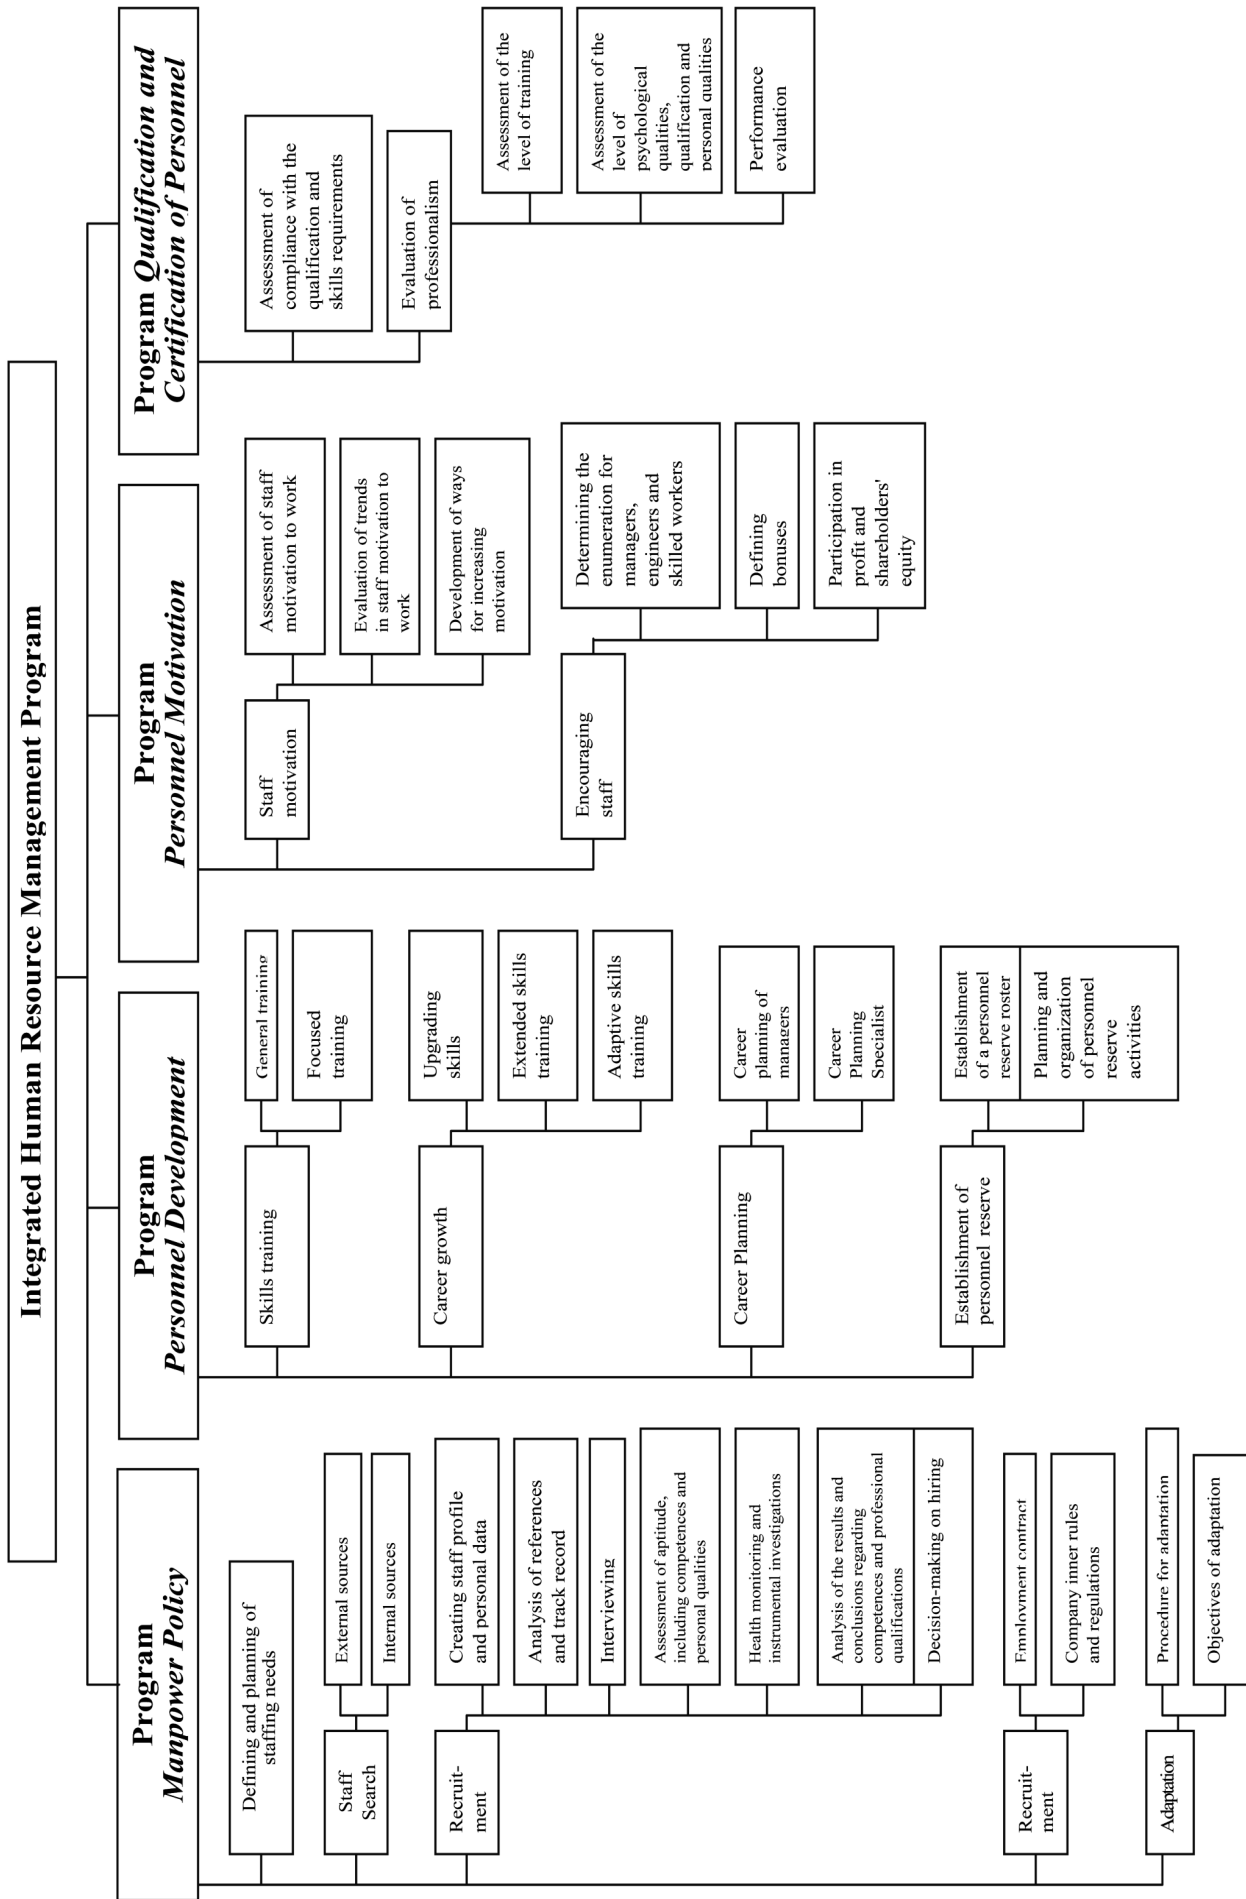 Integrated Human Resource Management Program
Program
Manpower Policy
Defining and planning of
staffing needs
Staff
Search
External sources
Internal sources
Recruit-
ment
Creating staff profile
and personal data
Analysis of references
and track record
Interviewing
Assessment of aptitude,
including competences and
personal qualities
Health monitoring and
instrumental investigations
Analysis of the results and
conclusions regarding
competences and professional
qualifications
Decision-making on hiring
Recruit-
ment
Employment contract
Company inner rules
and regulations
Adaptation
Procedure for adaptation
Objectives of adaptation
Program
Personnel Development
Skills training
General training
Focused
training
Career growth
Upgrading
skills
Extended skills
training
Adaptive skills
training
Career Planning
Career
planning of
managers
Career
Planning
Specialist
Establishment of
personnel reserve
Establishment
of a personnel
reserve roster
Planning and
organization
of personnel
reserve
activities
Program
Personnel Motivation
Staff
motivation
Assessment of staff
motivation to work
Evaluation of trends
in staff motivation to
work
Development of ways
for increasing
motivation
Encouraging
staff
Determining the
enumeration for
managers,
engineers and
skilled workers
Defining
bonuses
Participation in
profit and
shareholders'
equity
Program Qualification and
Certification of Personnel
Assessment of
compliance with the
qualification and
skills requirements
Evaluation of
professionalism
Assessment of the
level of training
Assessment of the
level of
psychological
qualities,
qualification and
personal qualities
Performance
evaluation